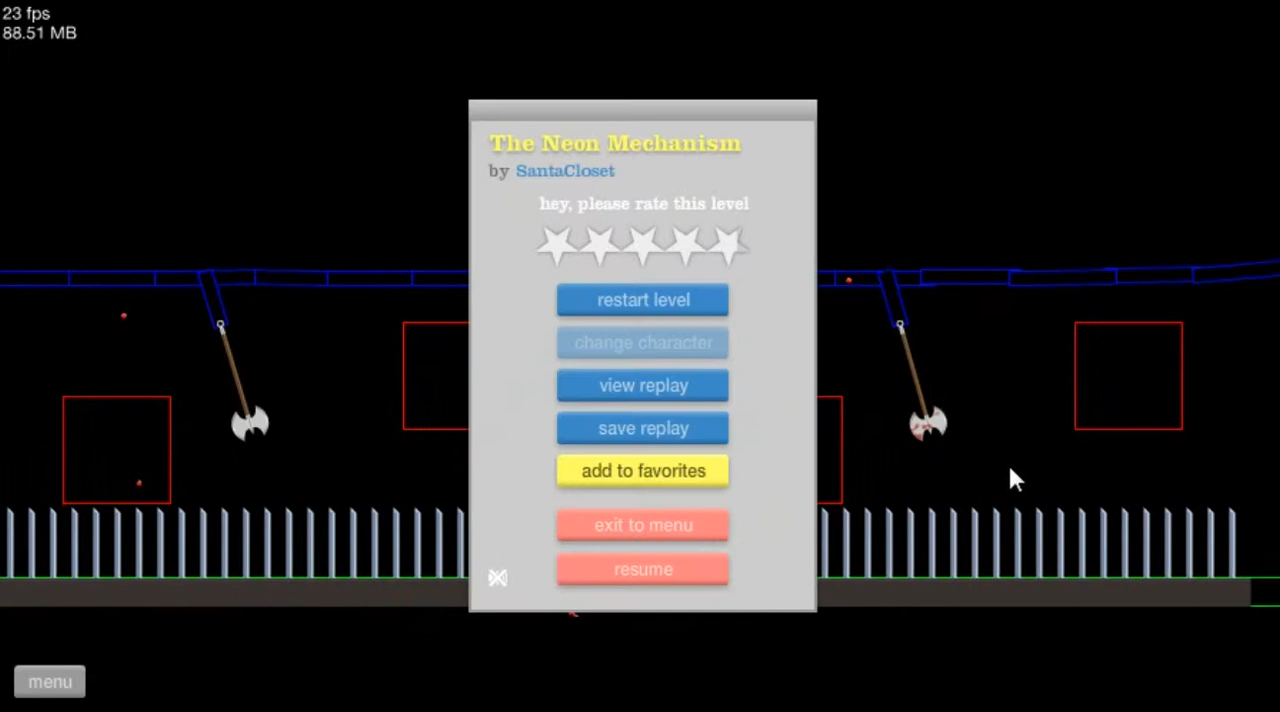 23 fps
88.51 MB
The Neon Mechanism
by SantaCloset
hey, please rate this level
restart level
change character
view replay
save replay
add to favorites
exit to menu
resume
menu